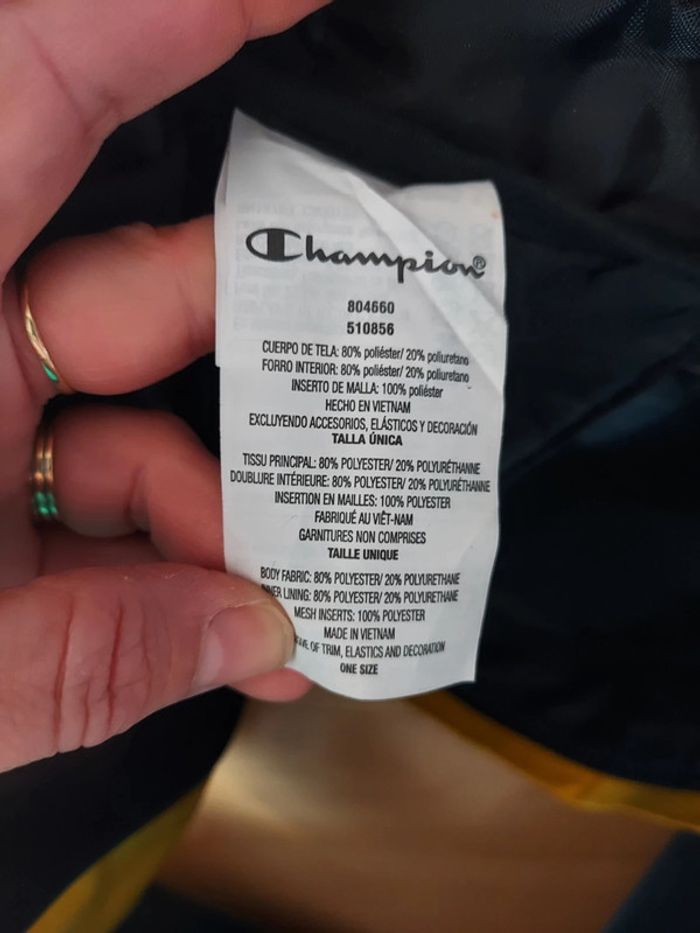 Champion®
804660
510856
CUERPO DE TELA: 80% poliéster/ 20% poliuretano
FORRO INTERIOR: 80% poliéster/ 20% poliuretano
INSERTO DE MALLA: 100% poliéster
HECHO EN VIETNAM
EXCLUYENDO ACCESORIOS, ELÁSTICOS Y DECORACIÓN
TALLA ÚNICA
TISSU PRINCIPAL: 80% POLYESTER/ 20% POLYURÉTHANNE
DOUBLURE INTÉRIEURE: 80% POLYESTER/ 20% POLYURÉTHANNE
INSERTION EN MAILLES: 100% POLYESTER
FABRIQUÉ AU VIÊT-NAM
GARNITURES NON COMPRISES
TAILLE UNIQUE
BODY FABRIC: 80% POLYESTER/ 20% POLYURETHANE
LINING: 80% POLYESTER/ 20% POLYURETHANE
MESH INSERTS: 100% POLYESTER
MADE IN VIETNAM
OF TRIM, ELASTICS AND DECORATION
ONE SIZE